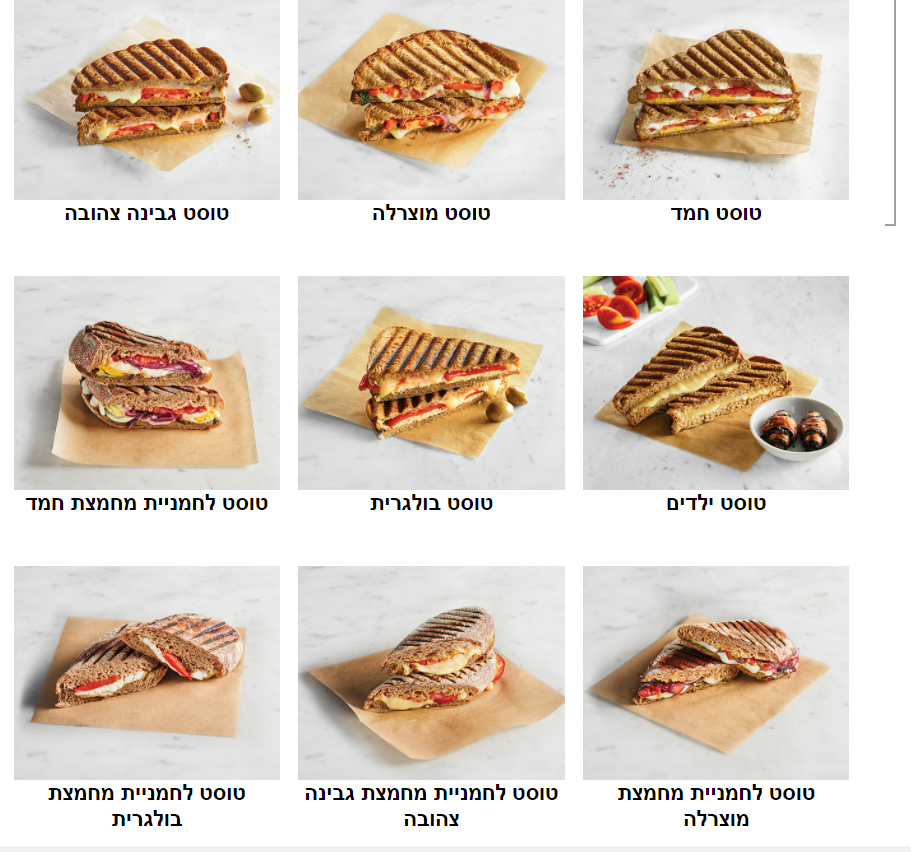 טוסט חמד
טוסט מוצרלה
טוסט גבינה צהובה
טוסט ילדים
טוסט בולגרית
טוסט לחמניית מחמצת חמד
טוסט לחמניית מחמצת
מוצרלה
טוסט לחמניית מחמצת גבינה
צהובה
טוסט לחמניית מחמצת
בולגרית